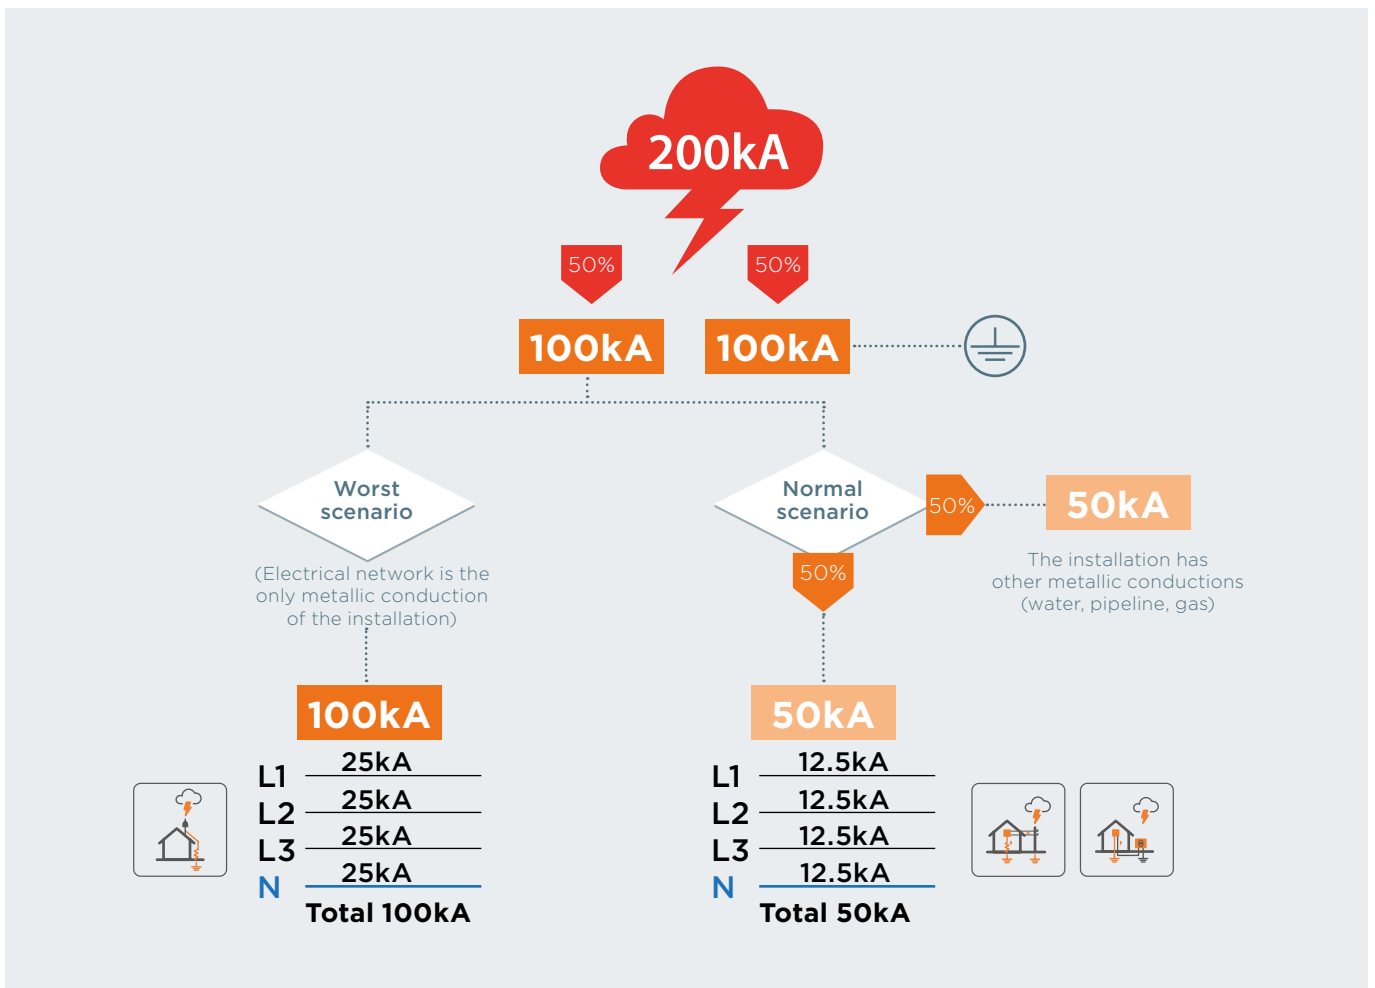 200kA
50%
50%
100kA
100kA
Worst
scenario
Normal
scenario
50%
50kA
(Electrical network is the
only metallic conduction
of the installation)
50%
The installation has
other metallic conductions
(water, pipeline, gas)
100kA
L1 25kA
L2 25kA
L3 25kA
N 25kA
Total 100kA
50kA
L1 12.5kA
L2 12.5kA
L3 12.5kA
N 12.5kA
Total 50kA